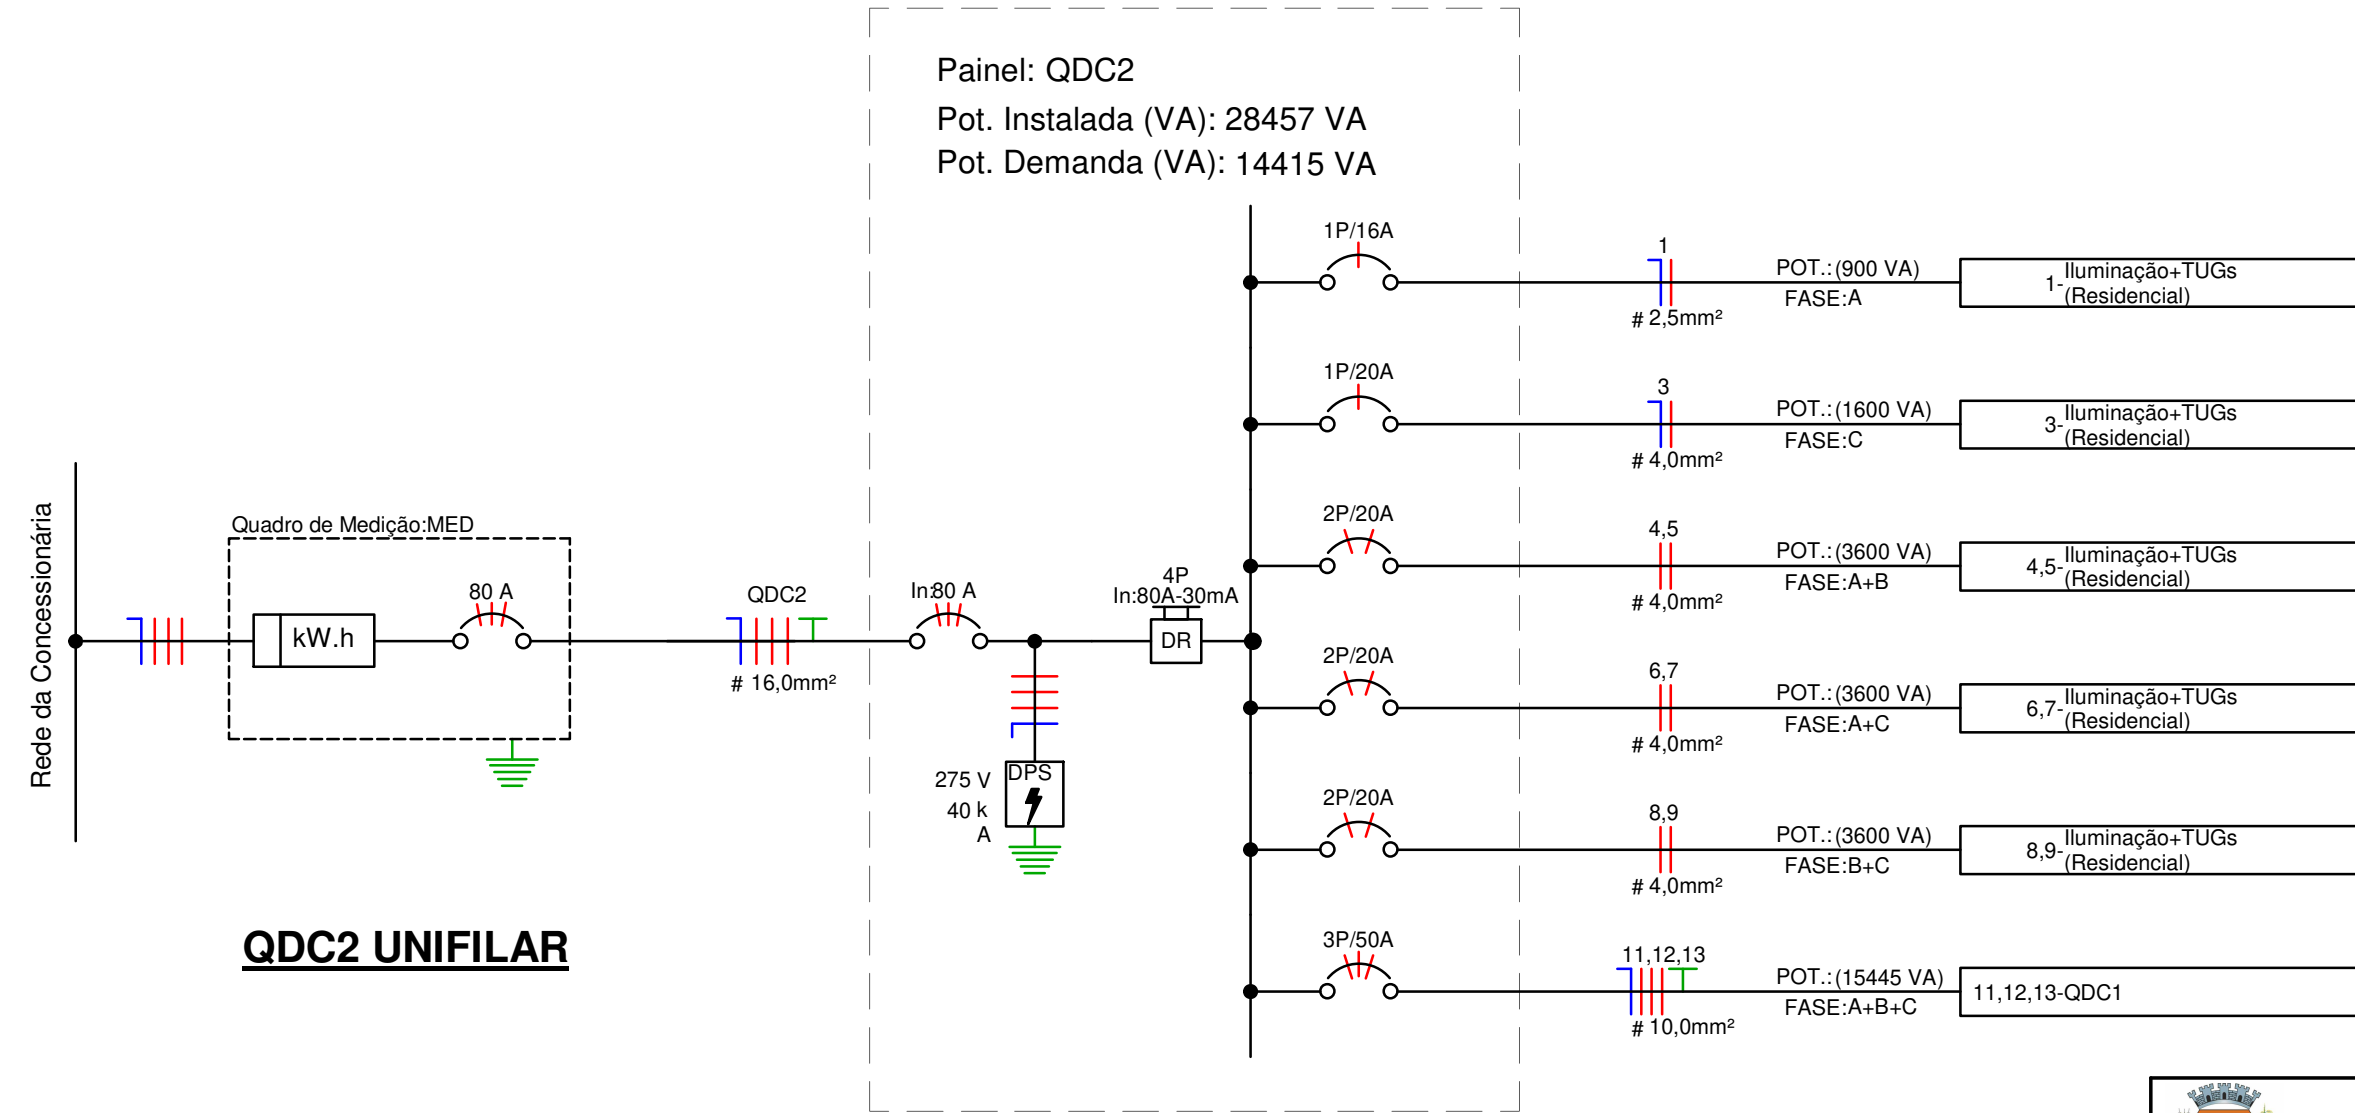 Painel: QDC2
Pot. Instalada (VA): 28457 VA
Pot. Demanda (VA): 14415 VA
Rede da Concessionária
Quadro de Medição:MED
kW.h
80 A
QDC2
# 16,0mm²
In:80 A
4P
In:80A-30mA
DR
275 V
40 k
A
DPS
1P/16A
1
# 2,5mm²
POT.:(900 VA)
FASE:A
1-Iluminação+TUGs
(Residencial)
1P/20A
3
# 4,0mm²
POT.:(1600 VA)
FASE:C
3-Iluminação+TUGs
(Residencial)
2P/20A
4,5
# 4,0mm²
POT.:(3600 VA)
FASE:A+B
4,5-Iluminação+TUGs
(Residencial)
2P/20A
6,7
# 4,0mm²
POT.:(3600 VA)
FASE:A+C
6,7-Iluminação+TUGs
(Residencial)
2P/20A
8,9
# 4,0mm²
POT.:(3600 VA)
FASE:B+C
8,9-Iluminação+TUGs
(Residencial)
3P/50A
11,12,13
# 10,0mm²
POT.:(15445 VA)
FASE:A+B+C
11,12,13-QDC1
QDC2 UNIFILAR